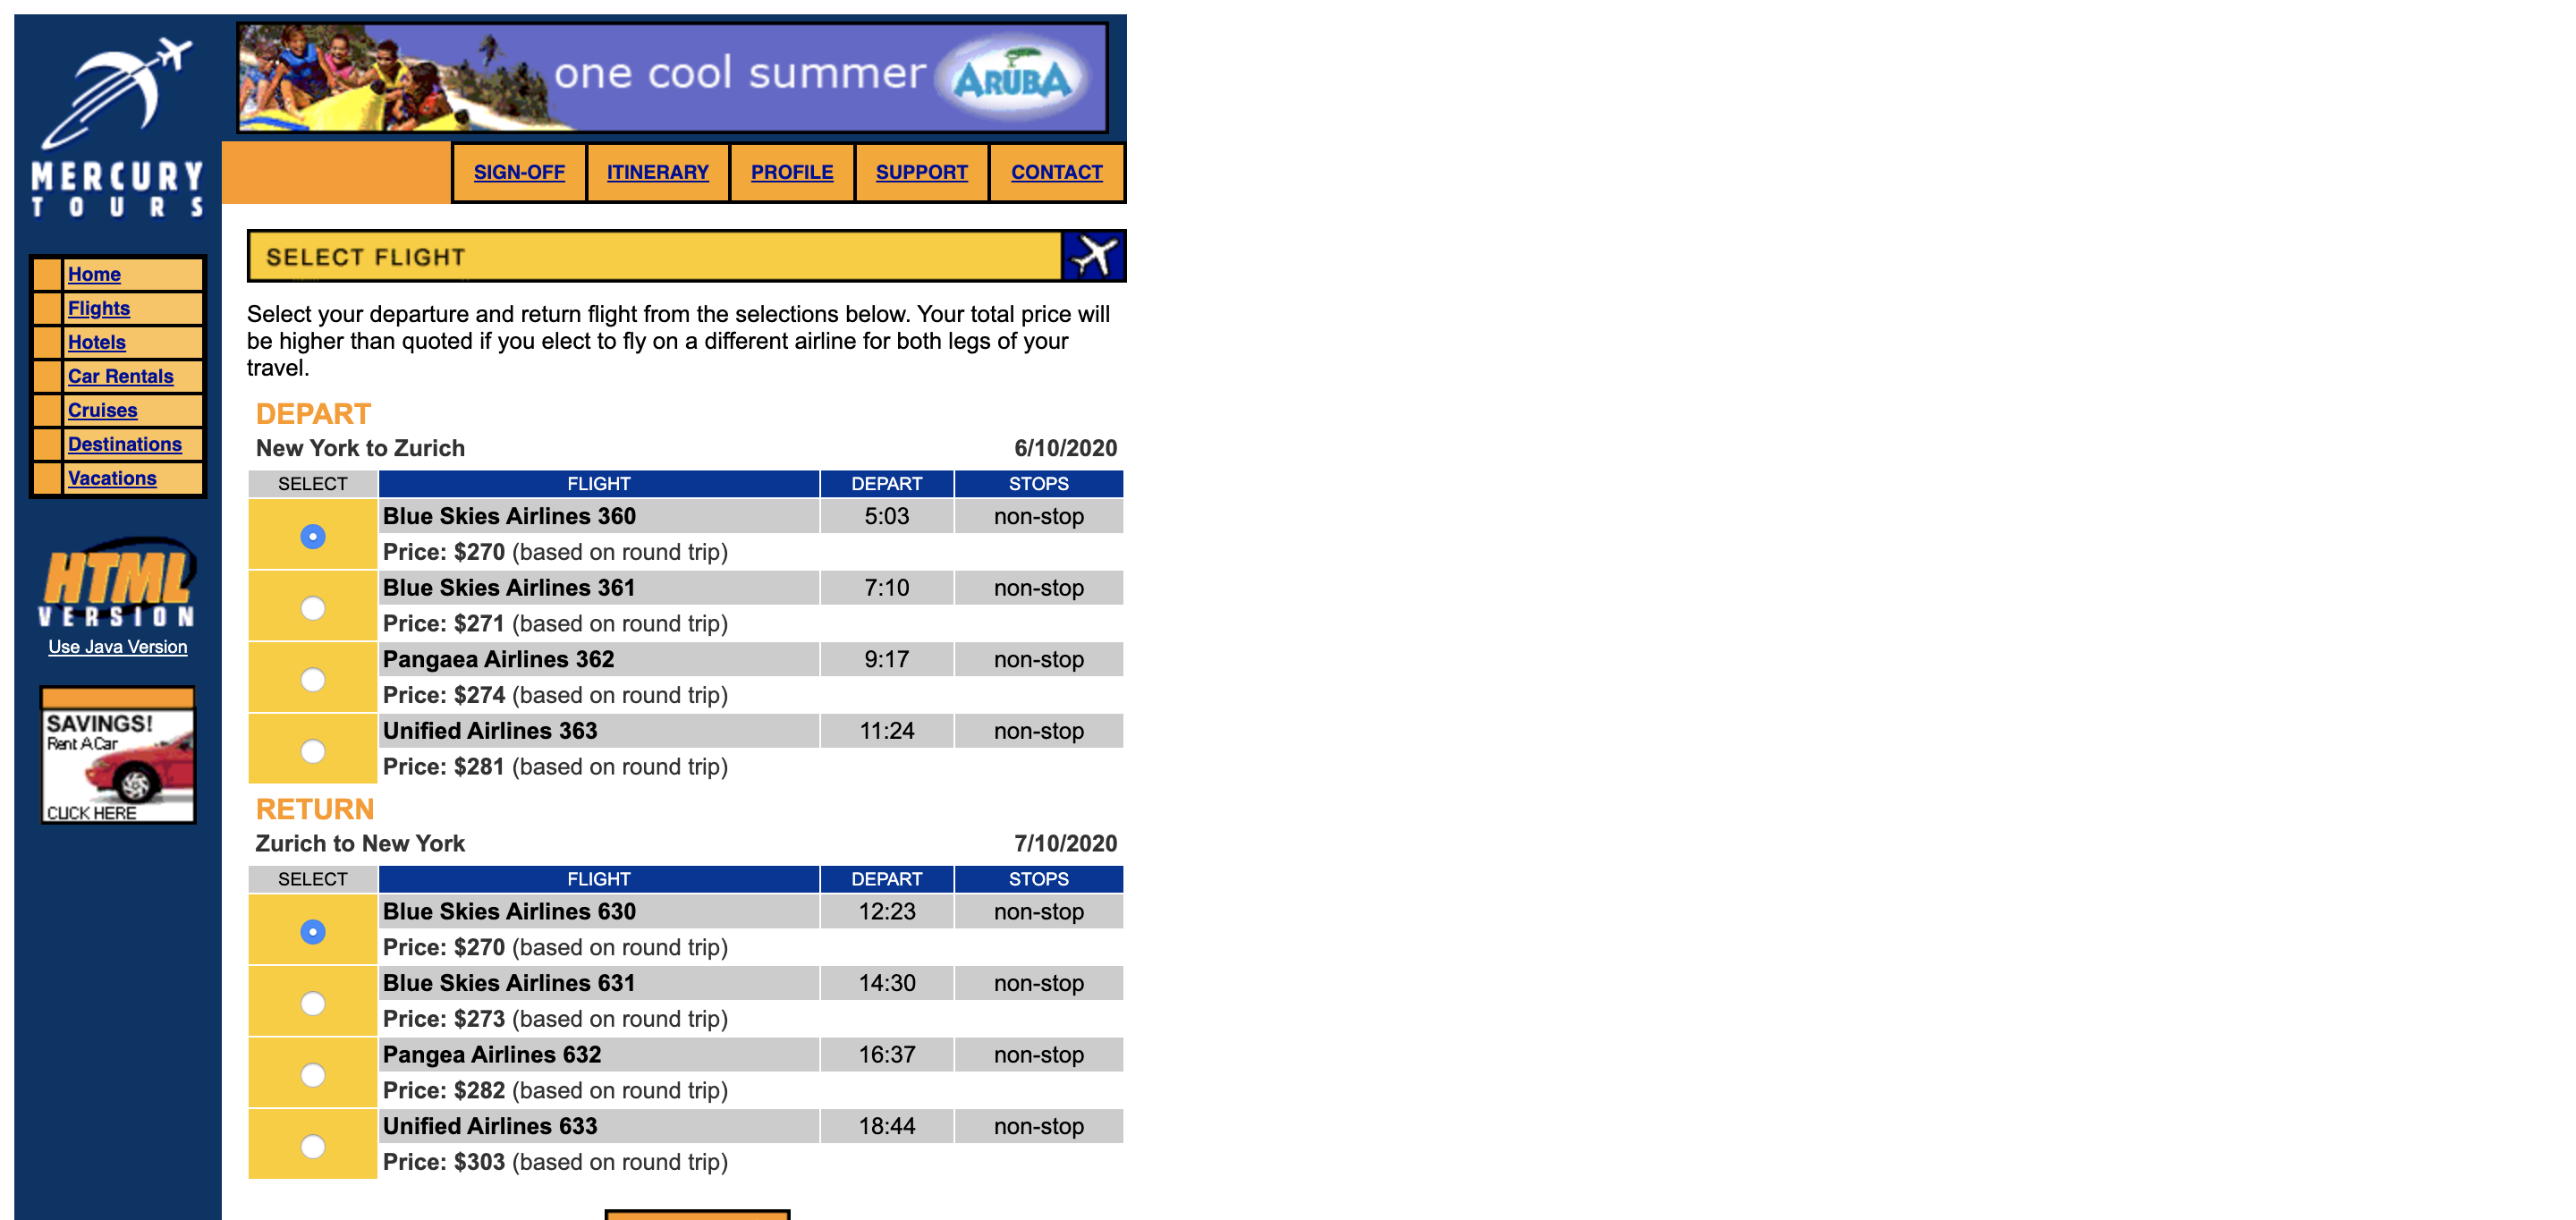 one cool summer ARUBA
MERCURY
TOURS
SIGN-OFF ITINERARY PROFILE SUPPORT CONTACT
SELECT FLIGHT
Home
Flights
Hotels
Car Rentals
Cruises
Destinations
Vacations
HTML
VERSION
Use Java Version
SAVINGS!
Rent A Car
CLICK HERE
Select your departure and return flight from the selections below. Your total price will
be higher than quoted if you elect to fly on a different airline for both legs of your
travel.
DEPART
New York to Zurich 6/10/2020
SELECT FLIGHT DEPART STOPS
Blue Skies Airlines 360 5:03 non-stop
Price: $270 (based on round trip)
Blue Skies Airlines 361 7:10 non-stop
Price: $271 (based on round trip)
Pangaea Airlines 362 9:17 non-stop
Price: $274 (based on round trip)
Unified Airlines 363 11:24 non-stop
Price: $281 (based on round trip)
RETURN
Zurich to New York 7/10/2020
SELECT FLIGHT DEPART STOPS
Blue Skies Airlines 630 12:23 non-stop
Price: $270 (based on round trip)
Blue Skies Airlines 631 14:30 non-stop
Price: $273 (based on round trip)
Pangea Airlines 632 16:37 non-stop
Price: $282 (based on round trip)
Unified Airlines 633 18:44 non-stop
Price: $303 (based on round trip)